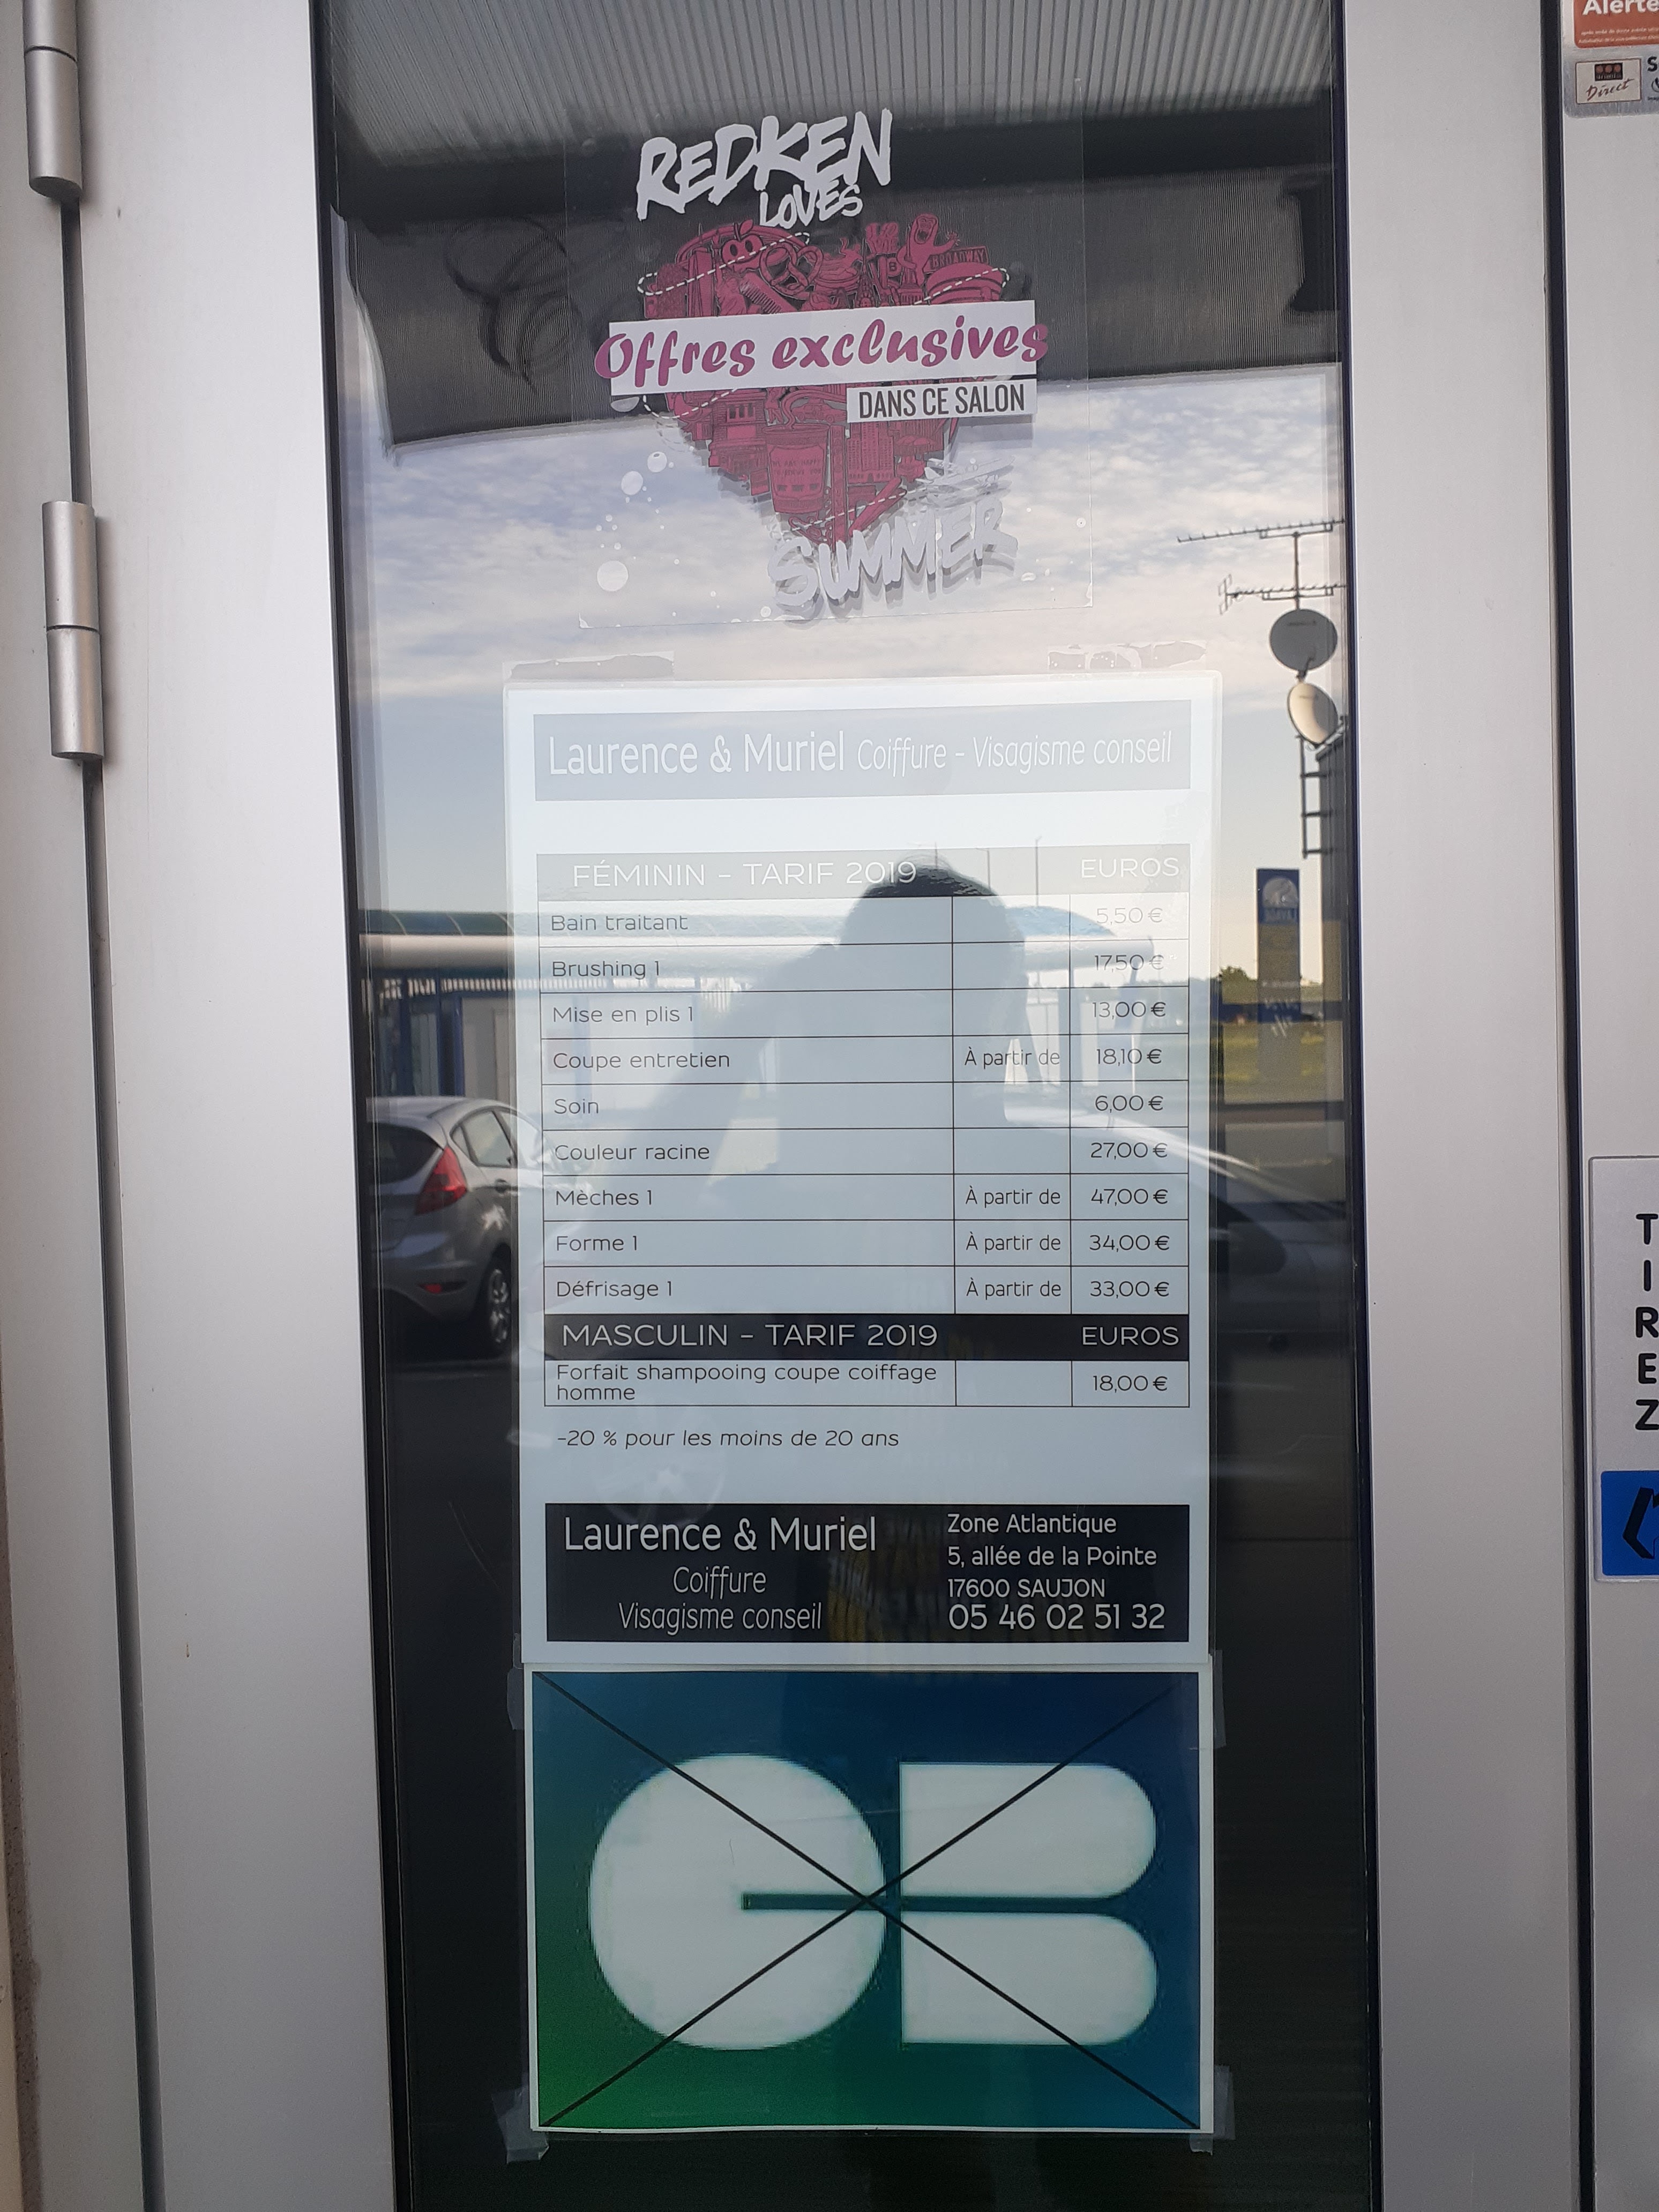 Alerte
Direct
REDKEN
LOVES
BROADWAY
Offres exclusives
DANS CE SALON
SUMMER
Laurence & Muriel Coiffure - Visagisme conseil
FÉMININ - TARIF 2019 EUROS
Bain traitant 5,50 €
Brushing 1 17,50 €
Mise en plis 1 13,00 €
Coupe entretien À partir de 18,10 €
Soin 6,00 €
Couleur racine 27,00 €
Mèches 1 À partir de 47,00 €
Forme 1 À partir de 34,00 €
Défrisage 1 À partir de 33,00 €
MASCULIN - TARIF 2019 EUROS
Forfait shampooing coupe coiffage
homme 18,00 €
-20 % pour les moins de 20 ans
Laurence & Muriel
Coiffure
Visagisme conseil
Zone Atlantique
5, allée de la Pointe
17600 SAUJON
05 46 02 51 32
CB
TIREZ